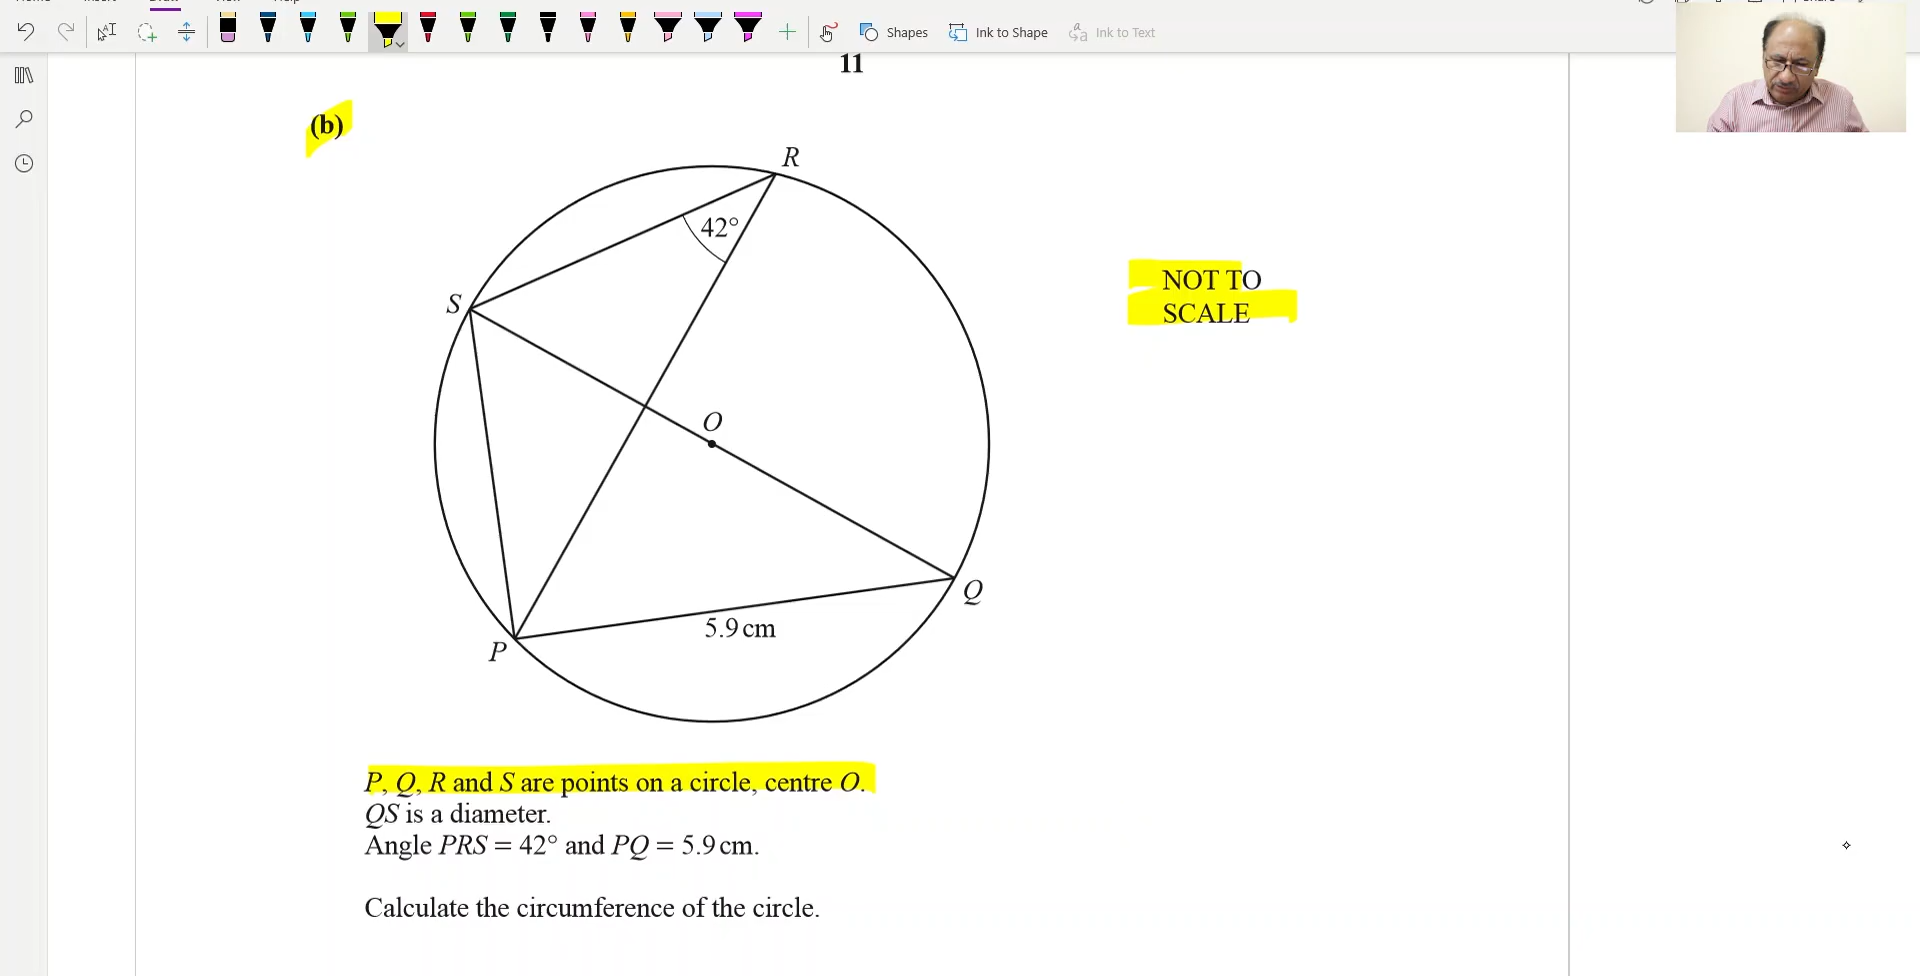 Shapes
Ink to Shape
Ink to Text
11
(b)
R
42°
S
NOT TO
SCALE
O
Q
5.9 cm
P
P, Q, R and S are points on a circle, centre O.
QS is a diameter.
Angle PRS = 42° and PQ = 5.9 cm.
Calculate the circumference of the circle.